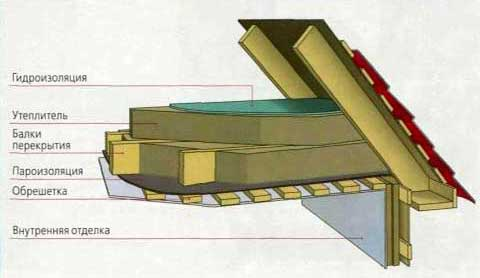 Гидроизоляция
Утеплитель
Балки
перекрытия
Пароизоляция
Обрешетка
Внутренняя отделка